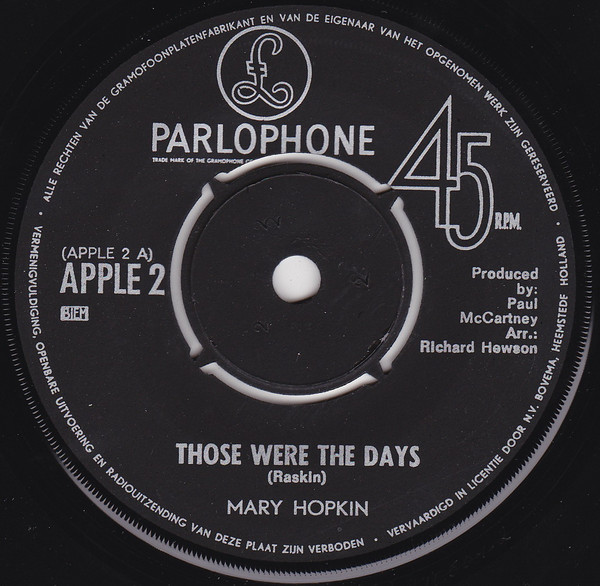 · ALLE RECHTEN VAN DE GRAMOFOONPLATENFABRIKANT EN VAN DE EIGENAAR VAN HET OPGENOMEN WERK ZIJN GERESERVEERD ·
£
PARLOPHONE
TRADE MARK OF THE GRAMOPHONE
45 R.P.M.
(APPLE 2 A)
APPLE 2
BIEM
Produced
by:
Paul
McCartney
Arr.:
Richard Hewson
THOSE WERE THE DAYS
(Raskin)
MARY HOPKIN
VERMENIGVULDIGING, OPENBARE UITVOERING EN RADIOUITZENDING VAN DEZE PLAAT ZIJN VERBODEN · VERVAARDIGD IN LICENTIE DOOR N.V. BOVEMA, HEEMSTEDE HOLLAND ·